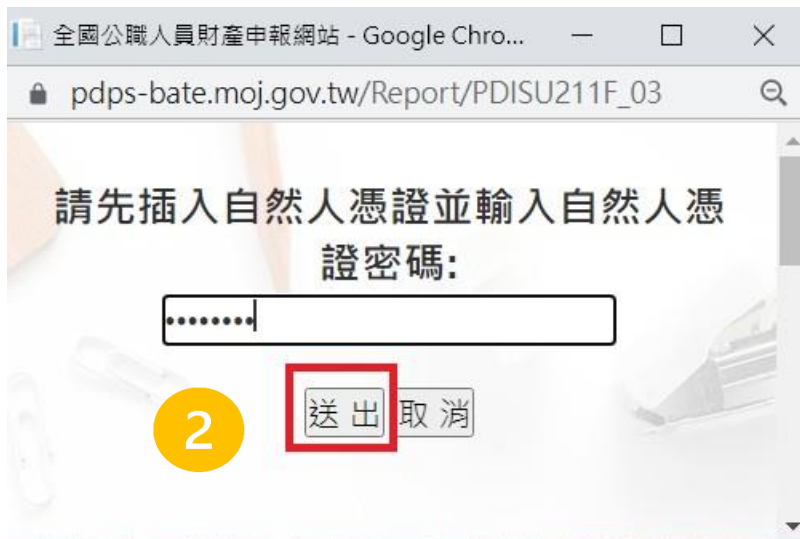 全國公職人員財產申報網站 - Google Chro...
pdps-bate.moj.gov.tw/Report/PDISU211F_03
請先插入自然人憑證並輸入自然人憑
證密碼:
••••••••
2
送 出 取 消